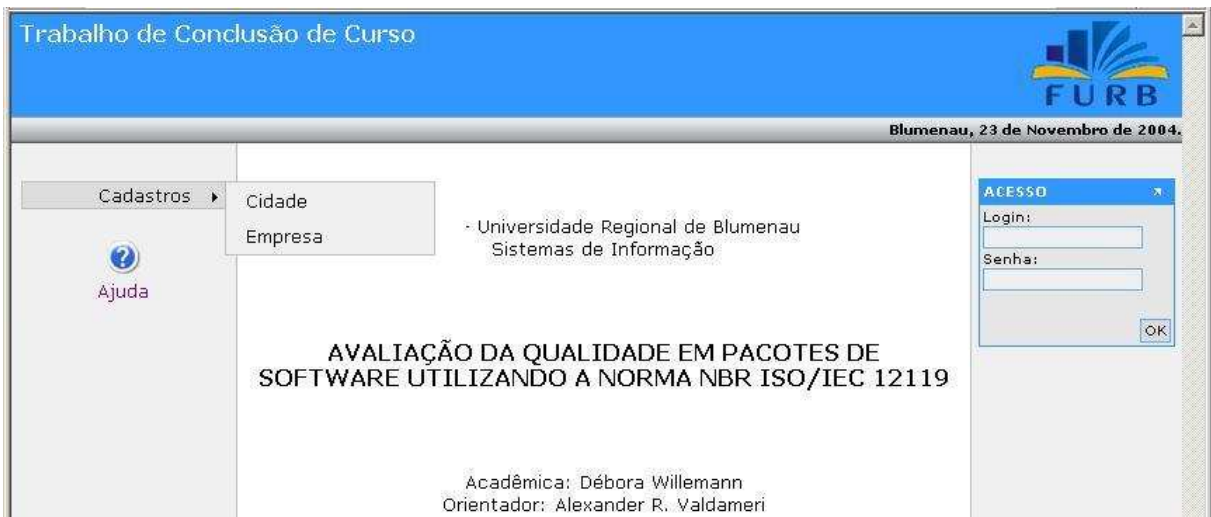 Trabalho de Conclusão de Curso
FURB
Blumenau, 23 de Novembro de 2004.
Cadastros
Cidade
Empresa
Ajuda
- Universidade Regional de Blumenau
Sistemas de Informação
AVALIAÇÃO DA QUALIDADE EM PACOTES DE
SOFTWARE UTILIZANDO A NORMA NBR ISO/IEC 12119
Acadêmica: Débora Willemann
Orientador: Alexander R. Valdameri
ACESSO
Login:
Senha:
OK